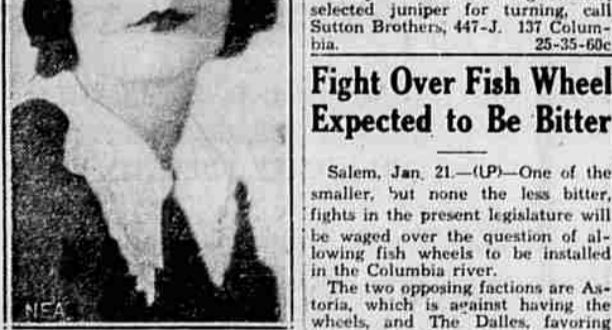 NEA
selected juniper for turning, call
Sutton Brothers, 447-J. 137 Colum-
bia. 25-35-60c
Fight Over Fish Wheel
Expected to Be Bitter
Salem, Jan. 21.—(UP)—One of the
smaller, but none the less bitter,
fights in the present legislature will
be waged over the question of al-
lowing fish wheels to be installed
in the Columbia river.
The two opposing factions are As-
toria, which is against having the
wheels, and The Dalles, favoring